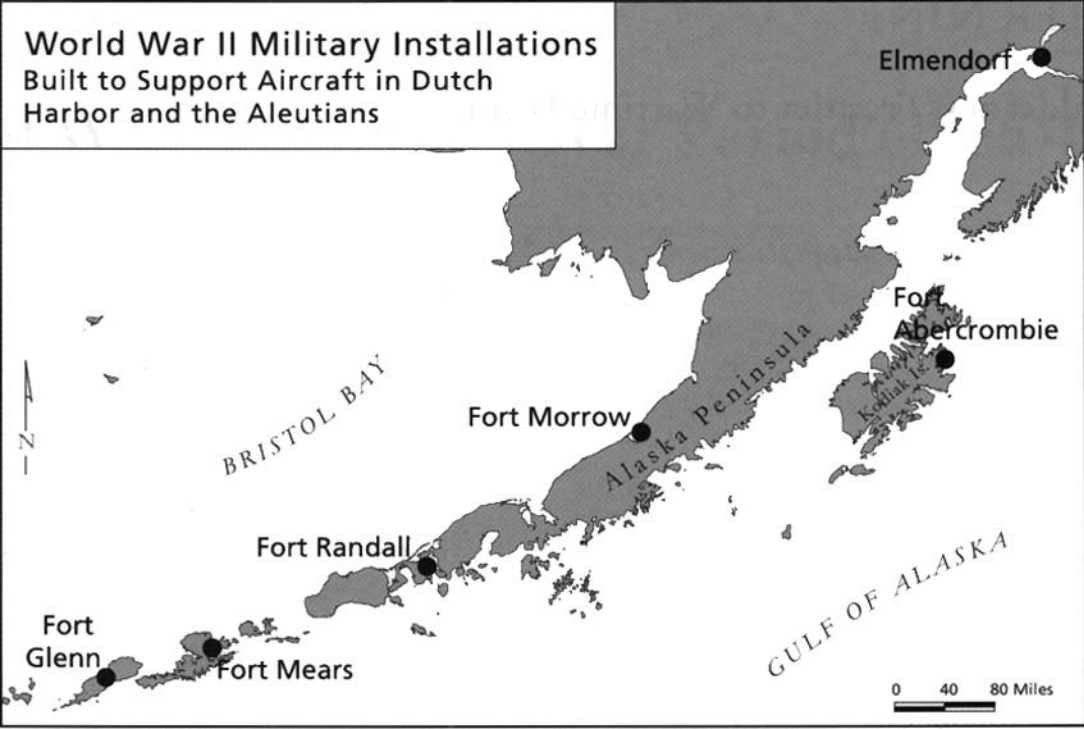 World War II Military Installations
Built to Support Aircraft in Dutch
Harbor and the Aleutians
Elmendorf
Fort
Abercrombie
Kodiak Is.
Fort Morrow
Alaska Peninsula
BRISTOL BAY
N
Fort Randall
GULF OF ALASKA
Fort
Glenn
Fort Mears
0 40 80 Miles